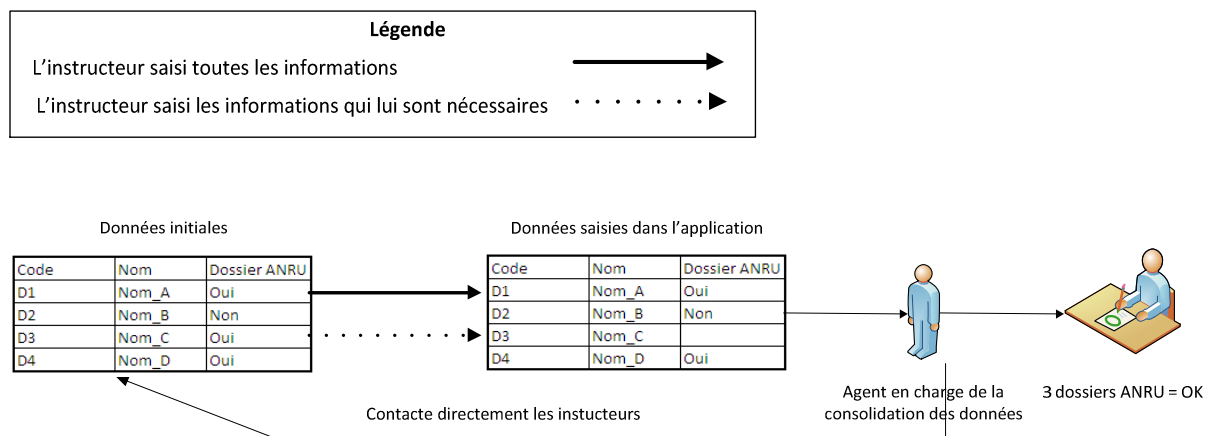 Légende
L'instructeur saisi toutes les informations
L'instructeur saisi les informations qui lui sont nécessaires
Données initiales
Code Nom Dossier ANRU
D1 Nom_A Oui
D2 Nom_B Non
D3 Nom_C Oui
D4 Nom_D Oui
Données saisies dans l'application
Code Nom Dossier ANRU
D1 Nom_A Oui
D2 Nom_B Non
D3 Nom_C
D4 Nom_D Oui
Agent en charge de la
consolidation des données
3 dossiers ANRU = OK
Contacte directement les instucteurs